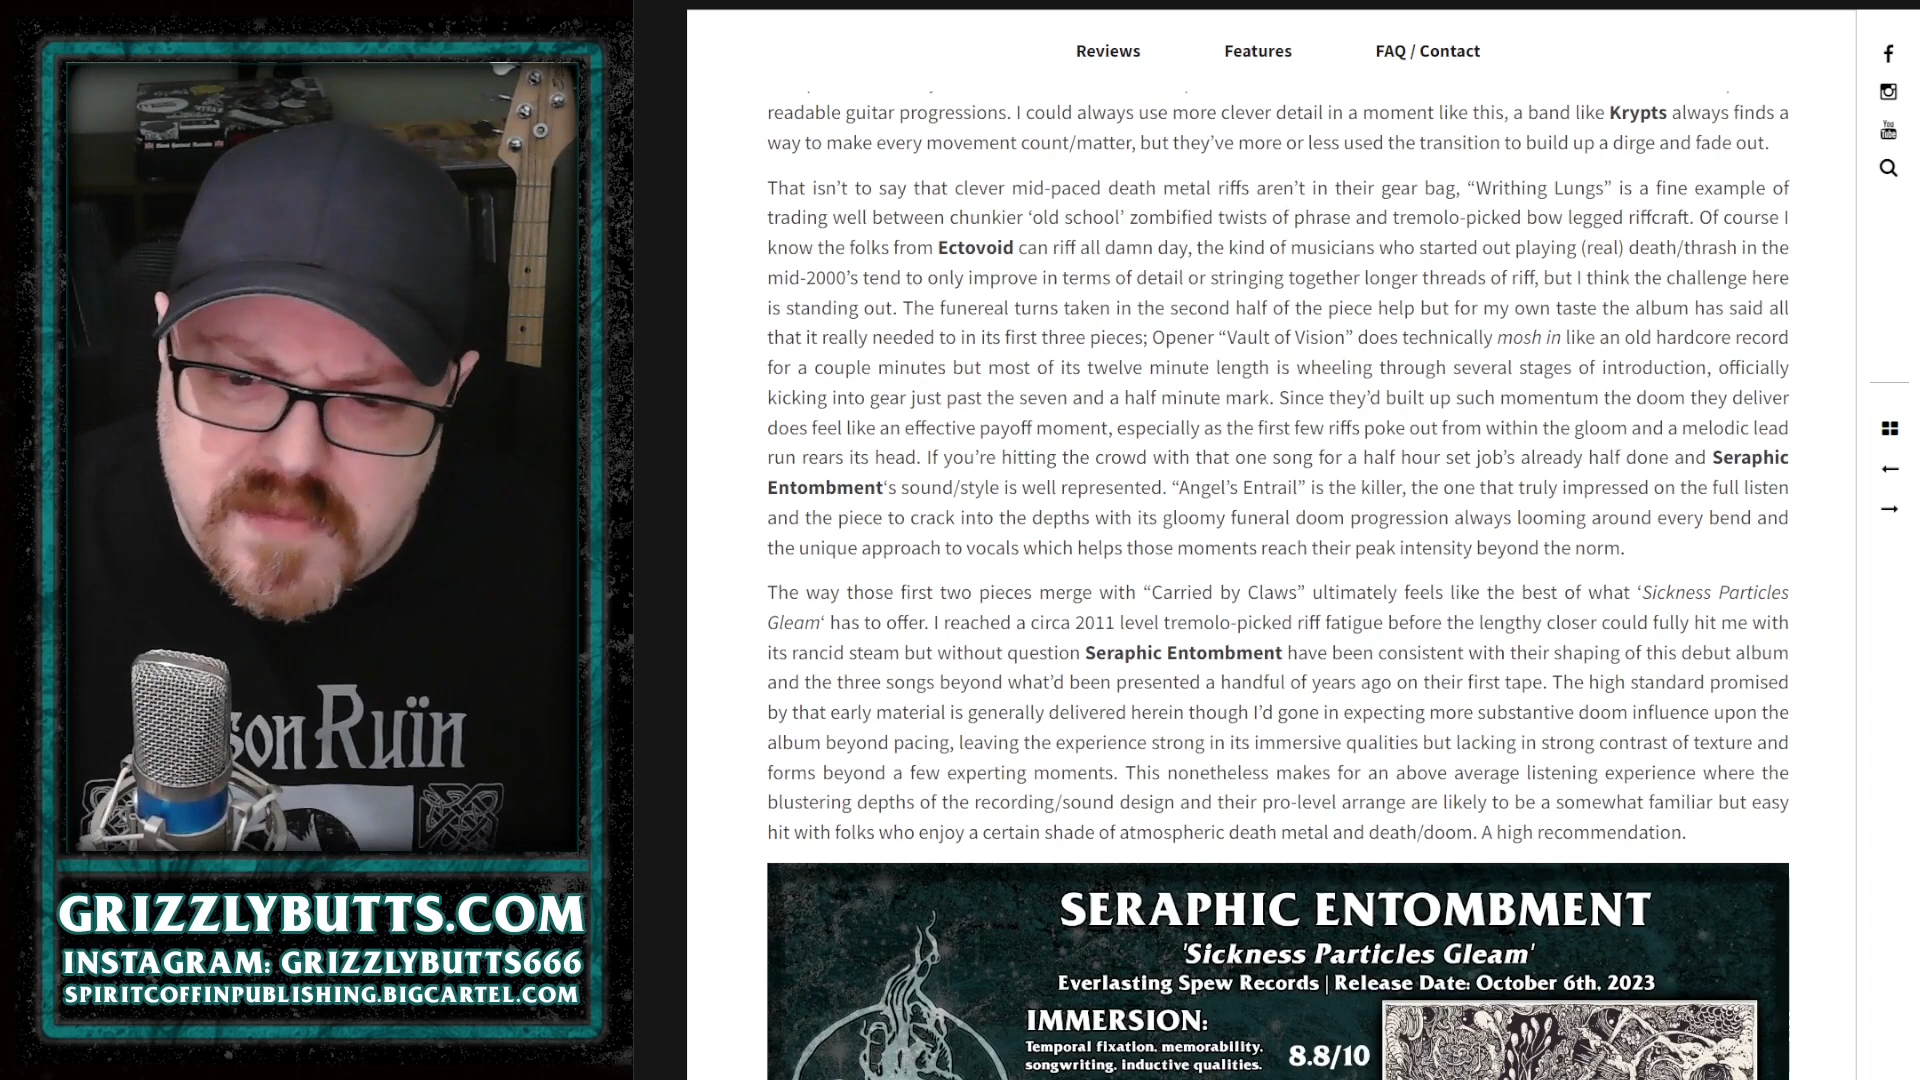 Reviews
Features
FAQ / Contact
readable guitar progressions. I could always use more clever detail in a moment like this, a band like Krypts always finds a
way to make every movement count/matter, but they’ve more or less used the transition to build up a dirge and fade out.
That isn’t to say that clever mid-paced death metal riffs aren’t in their gear bag, “Writhing Lungs” is a fine example of
trading well between chunkier ‘old school’ zombified twists of phrase and tremolo-picked bow legged riffcraft. Of course I
know the folks from Ectovoid can riff all damn day, the kind of musicians who started out playing (real) death/thrash in the
mid-2000’s tend to only improve in terms of detail or stringing together longer threads of riff, but I think the challenge here
is standing out. The funereal turns taken in the second half of the piece help but for my own taste the album has said all
that it really needed to in its first three pieces; Opener “Vault of Vision” does technically mosh in like an old hardcore record
for a couple minutes but most of its twelve minute length is wheeling through several stages of introduction, officially
kicking into gear just past the seven and a half minute mark. Since they’d built up such momentum the doom they deliver
does feel like an effective payoff moment, especially as the first few riffs poke out from within the gloom and a melodic lead
run rears its head. If you’re hitting the crowd with that one song for a half hour set job’s already half done and Seraphic
Entombment‘s sound/style is well represented. “Angel’s Entrail” is the killer, the one that truly impressed on the full listen
and the piece to crack into the depths with its gloomy funeral doom progression always looming around every bend and
the unique approach to vocals which helps those moments reach their peak intensity beyond the norm.
The way those first two pieces merge with “Carried by Claws” ultimately feels like the best of what ‘Sickness Particles
Gleam‘ has to offer. I reached a circa 2011 level tremolo-picked riff fatigue before the lengthy closer could fully hit me with
its rancid steam but without question Seraphic Entombment have been consistent with their shaping of this debut album
and the three songs beyond what’d been presented a handful of years ago on their first tape. The high standard promised
by that early material is generally delivered herein though I’d gone in expecting more substantive doom influence upon the
album beyond pacing, leaving the experience strong in its immersive qualities but lacking in strong contrast of texture and
forms beyond a few experting moments. This nonetheless makes for an above average listening experience where the
blustering depths of the recording/sound design and their pro-level arrange are likely to be a somewhat familiar but easy
hit with folks who enjoy a certain shade of atmospheric death metal and death/doom. A high recommendation.
SERAPHIC ENTOMBMENT
'Sickness Particles Gleam'
Everlasting Spew Records | Release Date: October 6th, 2023
IMMERSION:
Temporal fixation, memorability,
songwriting, inductive qualities.
8.8/10
You
Tube
son Ruïn
GRIZZLYBUTTS.COM
INSTAGRAM: GRIZZLYBUTTS666
SPIRITCOFFINPUBLISHING.BIGCARTEL.COM